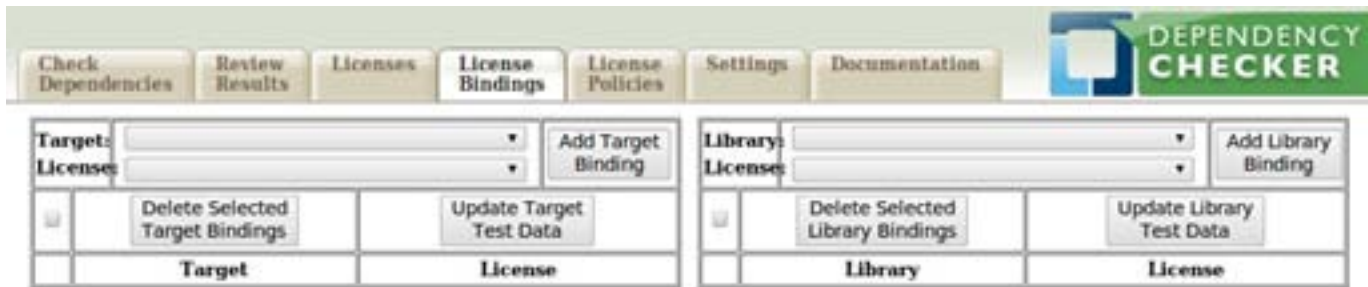 Check Dependencies
Review Results
Licenses
License Bindings
License Policies
Settings
Documentation
DEPENDENCY
CHECKER
Target:
License:
Add Target
Binding
Delete Selected
Target Bindings
Update Target
Test Data
Target
License
Library:
License:
Add Library
Binding
Delete Selected
Library Bindings
Update Library
Test Data
Library
License